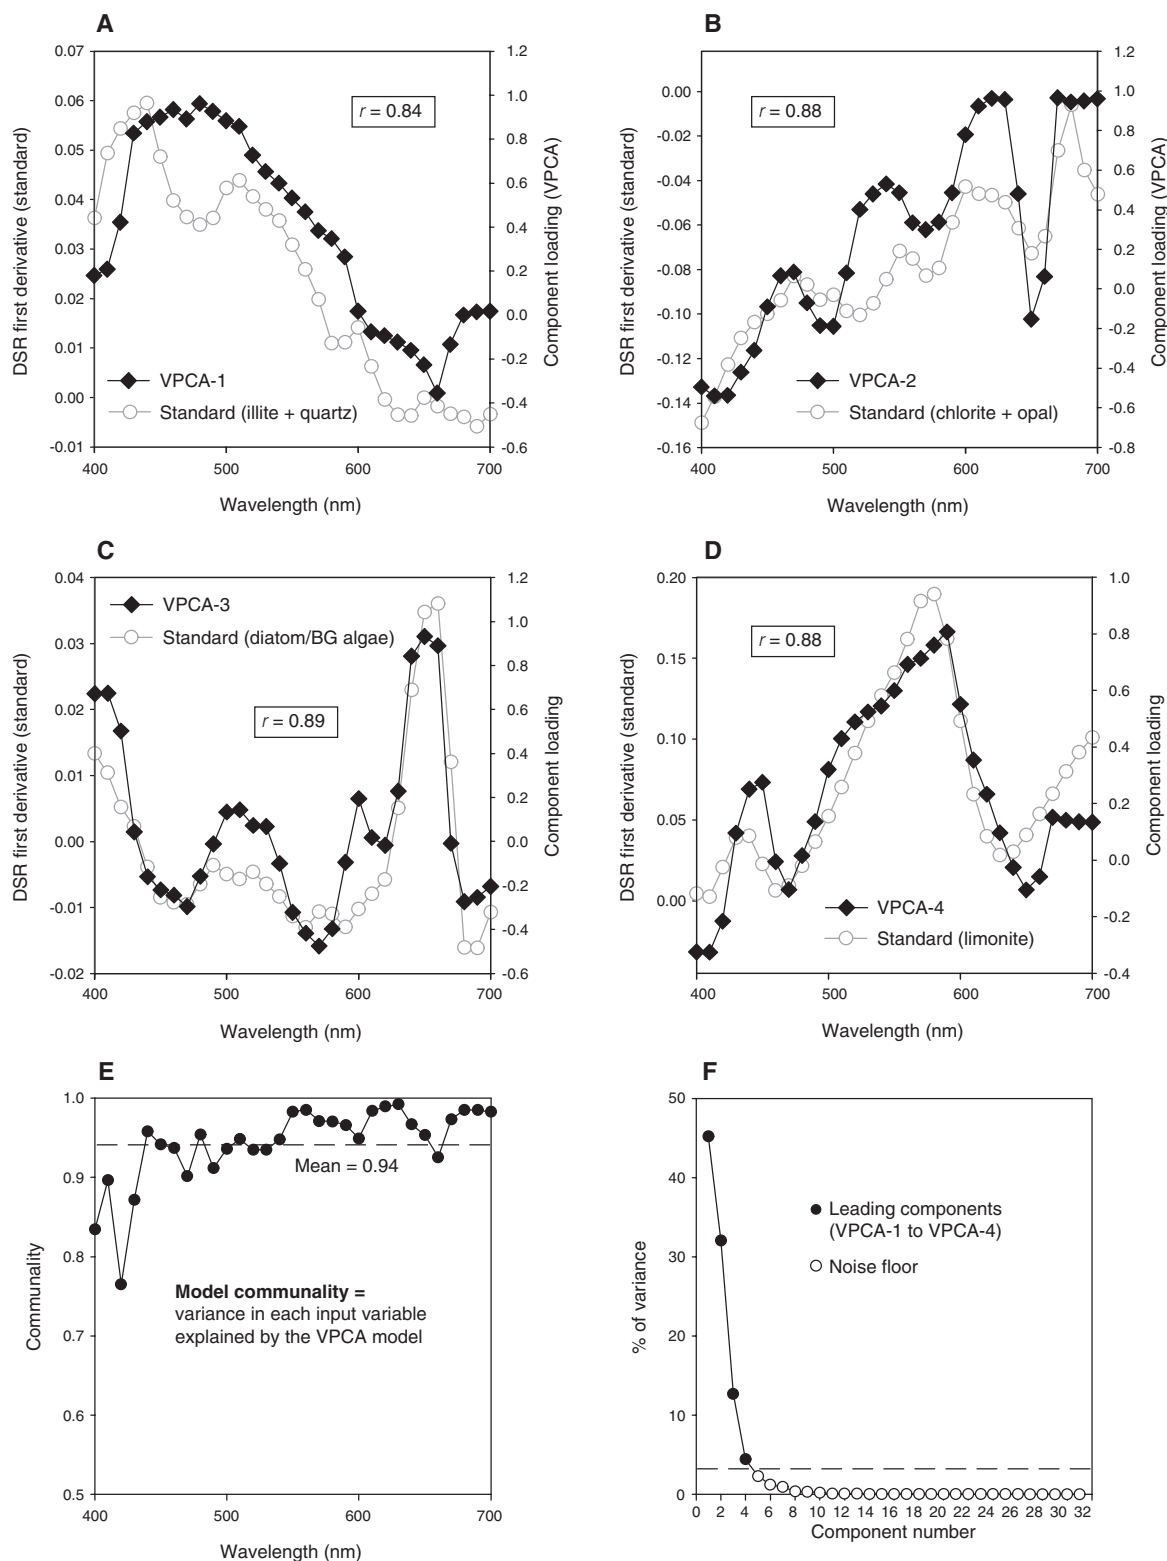 A
0.07
0.06
0.05
0.04
0.03
0.02
0.01
0.00
-0.01
DSR first derivative (standard)
1.2
1.0
0.8
0.6
0.4
0.2
0.0
-0.2
-0.4
-0.6
Component loading (VPCA)
r = 0.84
VPCA-1
Standard (illite + quartz)
400 500 600 700
Wavelength (nm)
B
0.00
-0.02
-0.04
-0.06
-0.08
-0.10
-0.12
-0.14
-0.16
DSR first derivative (standard)
1.2
1.0
0.8
0.6
0.4
0.2
0.0
-0.2
-0.4
-0.6
-0.8
Component loading (VPCA)
r = 0.88
VPCA-2
Standard (chlorite + opal)
400 500 600 700
Wavelength (nm)
C
0.04
0.03
0.02
0.01
0.00
-0.01
-0.02
DSR first derivative (standard)
1.2
1.0
0.8
0.6
0.4
0.2
0.0
-0.2
-0.4
-0.6
Component loading
VPCA-3
Standard (diatom/BG algae)
r = 0.89
400 500 600 700
Wavelength (nm)
D
0.20
0.15
0.10
0.05
0.00
DSR first derivative (standard)
1.0
0.8
0.6
0.4
0.2
0.0
-0.2
-0.4
Component loading
r = 0.88
VPCA-4
Standard (limonite)
400 500 600 700
Wavelength (nm)
E
1.0
0.9
0.8
0.7
0.6
0.5
Communality
Mean = 0.94
Model communality =
variance in each input variable
explained by the VPCA model
400 500 600 700
Wavelength (nm)
F
50
40
30
20
10
0
% of variance
Leading components
(VPCA-1 to VPCA-4)
Noise floor
0 2 4 6 8 10 12 14 16 18 20 22 24 26 28 30 32
Component number